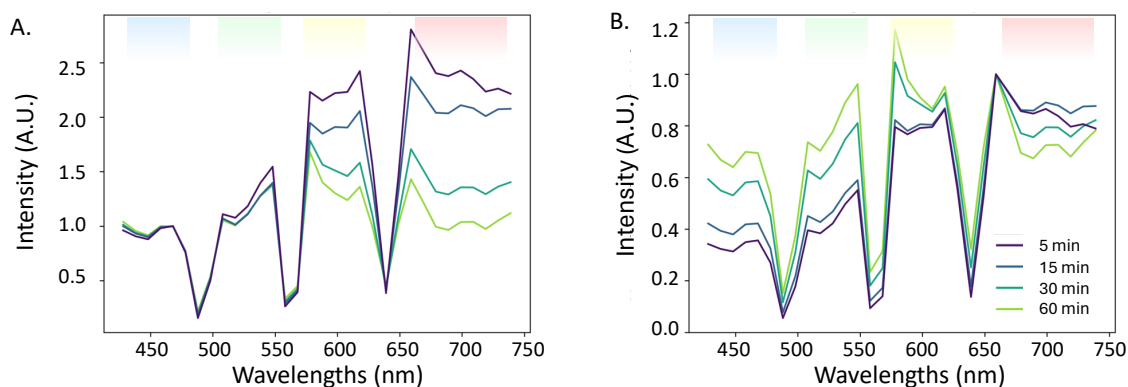 A.
Intensity (A.U.)
2.5
2.0
1.5
1.0
0.5
450 500 550 600 650 700 750
Wavelengths (nm)
B.
Intensity (A.U.)
1.2
1.0
0.8
0.6
0.4
0.2
0.0
5 min
15 min
30 min
60 min
450 500 550 600 650 700 750
Wavelengths (nm)